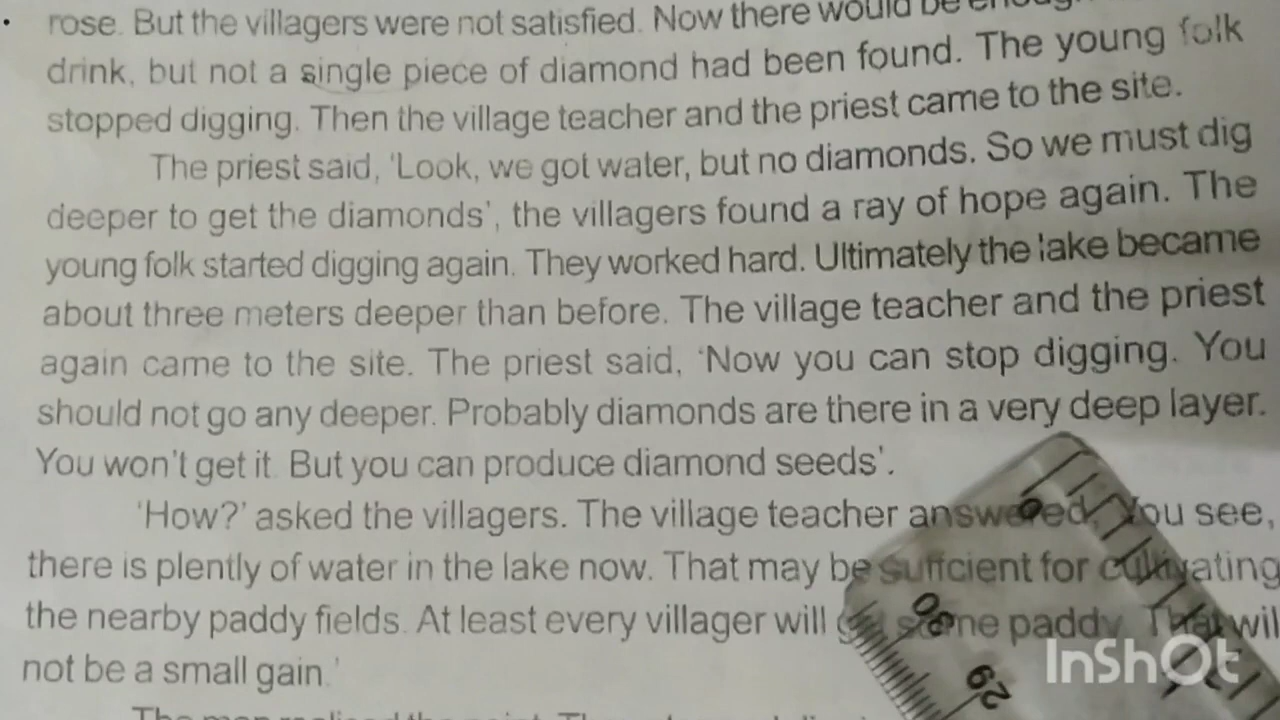 rose. But the villagers were not satisfied. Now there would be
drink, but not a single piece of diamond had been found. The young folk
stopped digging. Then the village teacher and the priest came to the site.
The priest said, 'Look, we got water, but no diamonds. So we must dig
deeper to get the diamonds', the villagers found a ray of hope again. The
young folk started digging again. They worked hard. Ultimately the lake became
about three meters deeper than before. The village teacher and the priest
again came to the site. The priest said, 'Now you can stop digging. You
should not go any deeper. Probably diamonds are there in a very deep layer.
You won't get it. But you can produce diamond seeds'.
'How?' asked the villagers. The village teacher answered, You see,
there is plently of water in the lake now. That may be suffcient for cultivating
the nearby paddy fields. At least every villager will get some paddy. That wil
not be a small gain.'
30
29
InShOt